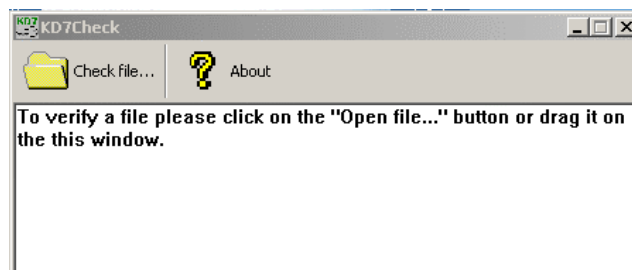 KD7 KD7Check
Check file... About
To verify a file please click on the "Open file..." button or drag it on
the this window.